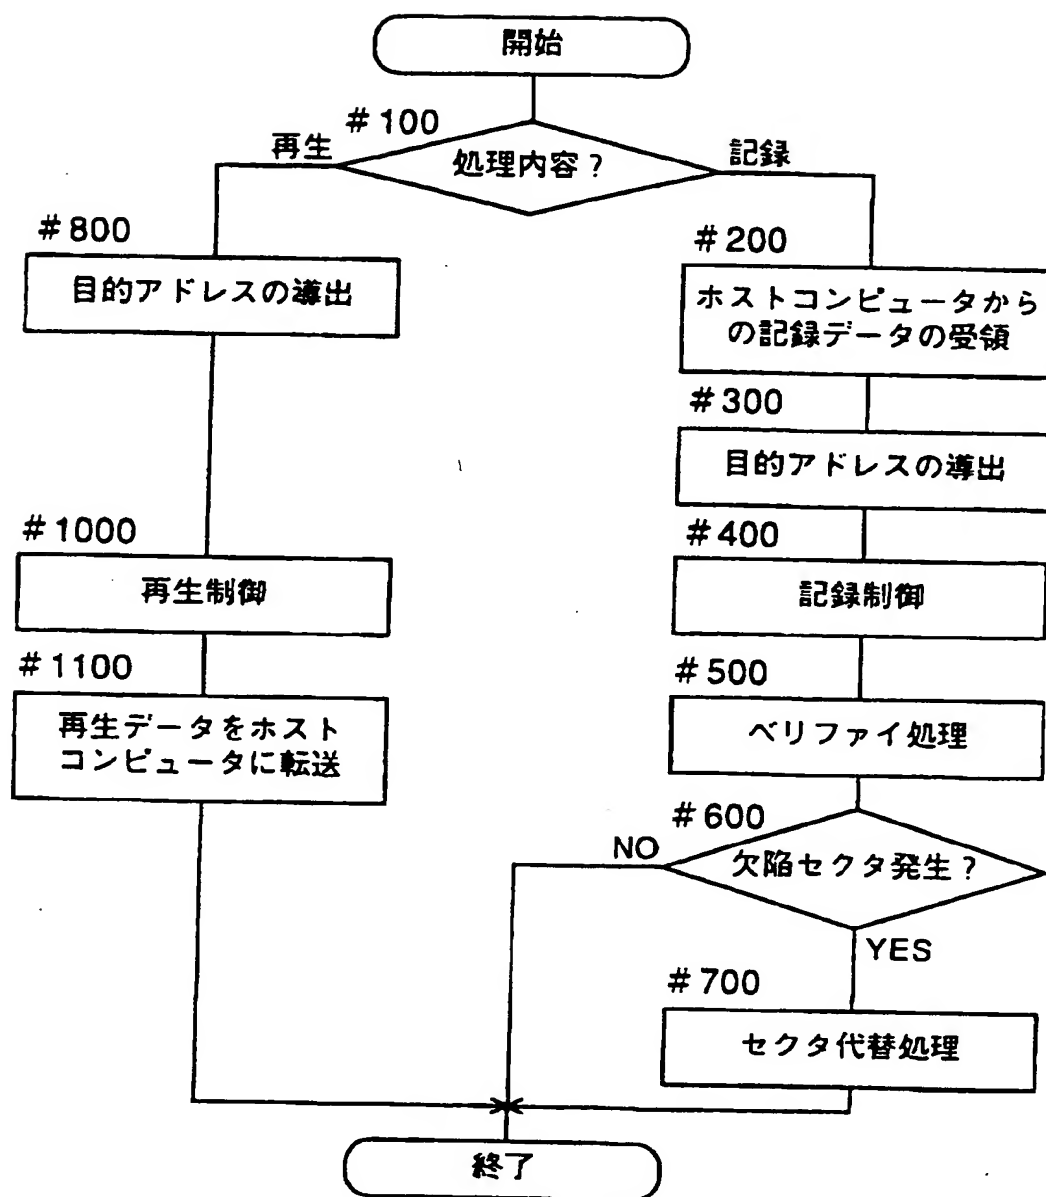 開始
#100
再生
処理内容?
記録
#800
目的アドレスの導出
#200
ホストコンピュータから
の記録データの受領
#300
目的アドレスの導出
#1000
再生制御
#400
記録制御
#1100
再生データをホスト
コンピュータに転送
#500
ベリファイ処理
#600
NO
欠陥セクタ発生?
YES
#700
セクタ代替処理
終了